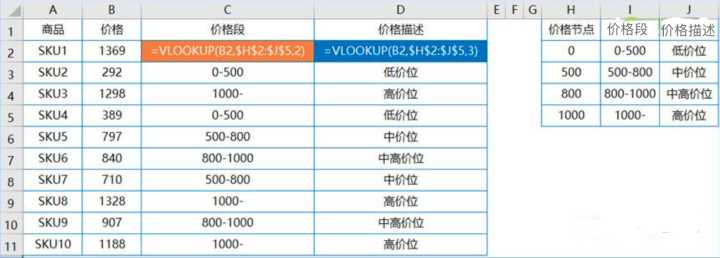 A B C D E F G H I J
1 商品 价格 价格段 价格描述 价格节点 价格段 价格描述
2 SKU1 1369 =VLOOKUP(B2,$H$2:$J$5,2) =VLOOKUP(B2,$H$2:$J$5,3) 0 0-500 低价位
3 SKU2 292 0-500 低价位 500 500-800 中价位
4 SKU3 1298 1000- 高价位 800 800-1000 中高价位
5 SKU4 389 0-500 低价位 1000 1000- 高价位
6 SKU5 797 500-800 中价位
7 SKU6 840 800-1000 中高价位
8 SKU7 710 500-800 中价位
9 SKU8 1328 1000- 高价位
10 SKU9 907 800-1000 中高价位
11 SKU10 1188 1000- 高价位